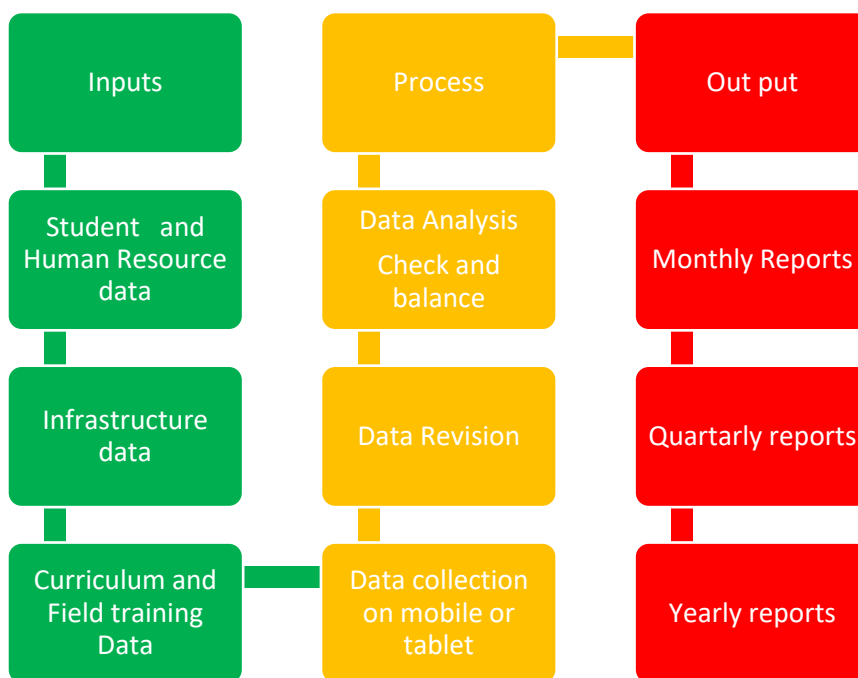 Inputs
Student and
Human Resource
data
Infrastructure
data
Curriculum and
Field training
Data
Process
Data Analysis
Check and
balance
Data Revision
Data collection
on mobile or
tablet
Out put
Monthly Reports
Quartarly reports
Yearly reports